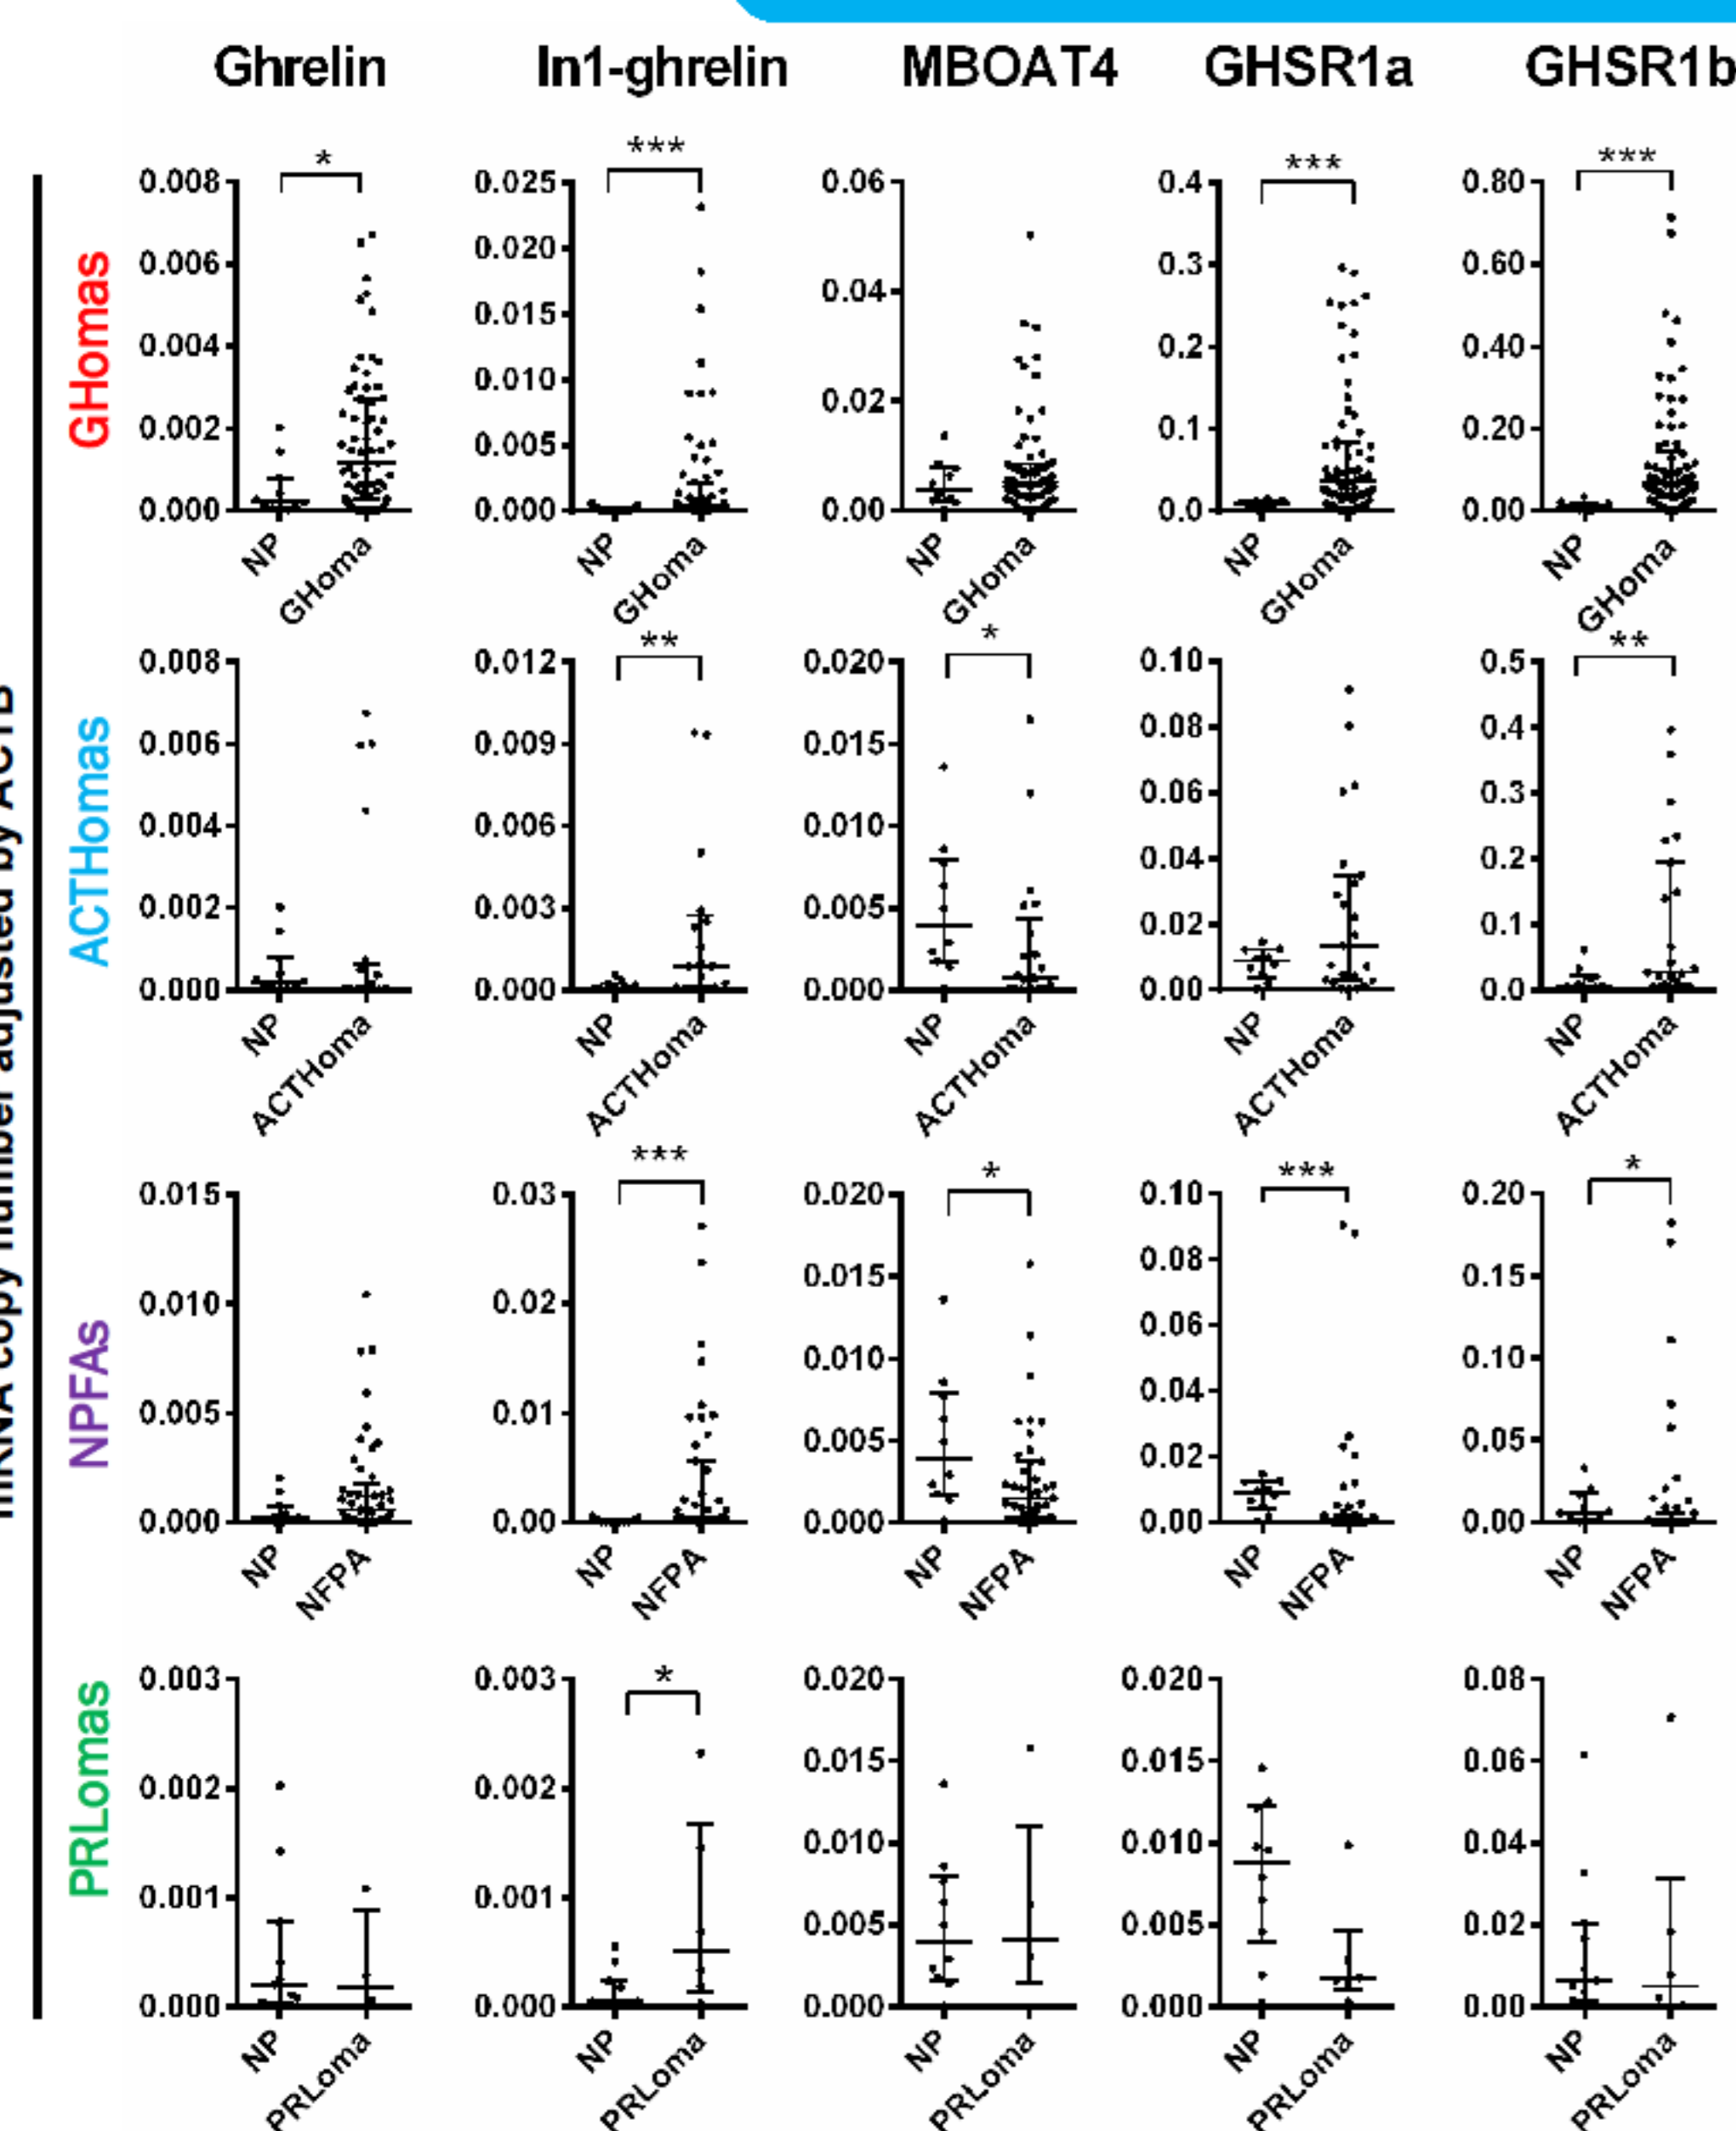 Ghrelin In1-ghrelin MBOAT4 GHSR1a GHSR1b
mRNA copy number adjusted by ACTB
GHomas
* *** *** ***
0.008 0.025 0.06 0.4 0.80
0.006 0.020 0.04 0.3 0.60
0.004 0.015 0.02 0.2 0.40
0.002 0.010 0.00 0.1 0.20
0.000 0.005 0.0 0.00
0.000
NP GHoma NP GHoma NP GHoma NP GHoma NP GHoma
ACTHomas
** * **
0.008 0.012 0.020 0.10 0.5
0.006 0.009 0.015 0.08 0.4
0.004 0.006 0.010 0.06 0.3
0.002 0.003 0.005 0.04 0.2
0.000 0.000 0.000 0.02 0.1
0.00 0.0
NP ACTHoma NP ACTHoma NP ACTHoma NP ACTHoma NP ACTHoma
NPFAs
*** * *** *
0.015 0.03 0.020 0.10 0.20
0.010 0.02 0.015 0.08 0.15
0.005 0.01 0.010 0.06 0.10
0.000 0.00 0.005 0.04 0.05
0.000 0.02 0.00
0.00
NP NFPA NP NFPA NP NFPA NP NFPA NP NFPA
PRLomas
*
0.003 0.003 0.020 0.020 0.08
0.002 0.002 0.015 0.015 0.06
0.001 0.001 0.010 0.010 0.04
0.000 0.000 0.005 0.005 0.02
0.000 0.000 0.00
NP PRLoma NP PRLoma NP PRLoma NP PRLoma NP PRLoma